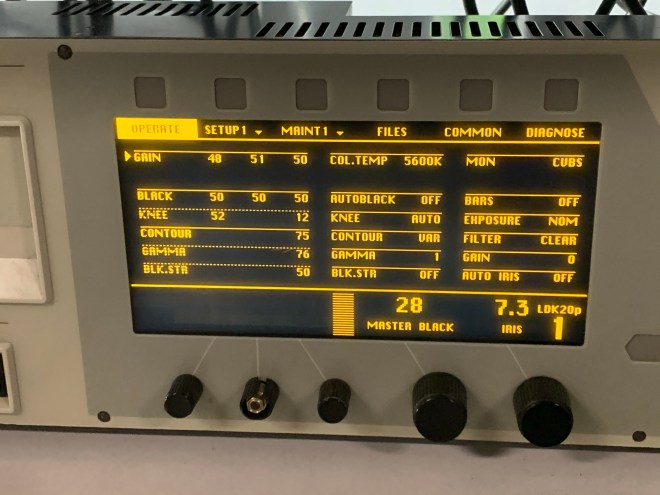 OPERATE SETUP1 MAINT1 FILES COMMON DIAGNOSE
GAIN 48 51 50 COL.TEMP 5600K MON CVBS
BLACK 50 50 50 AUTOBLACK OFF BARS OFF
KNEE 52 12 KNEE AUTO EXPOSURE NOM
CONTOUR 75 CONTOUR VAR FILTER CLEAR
GAMMA 76 GAMMA 1 GAIN 0
BLK.STR 50 BLK.STR OFF AUTO IRIS OFF
28 7.3 LDK20p
MASTER BLACK IRIS 1